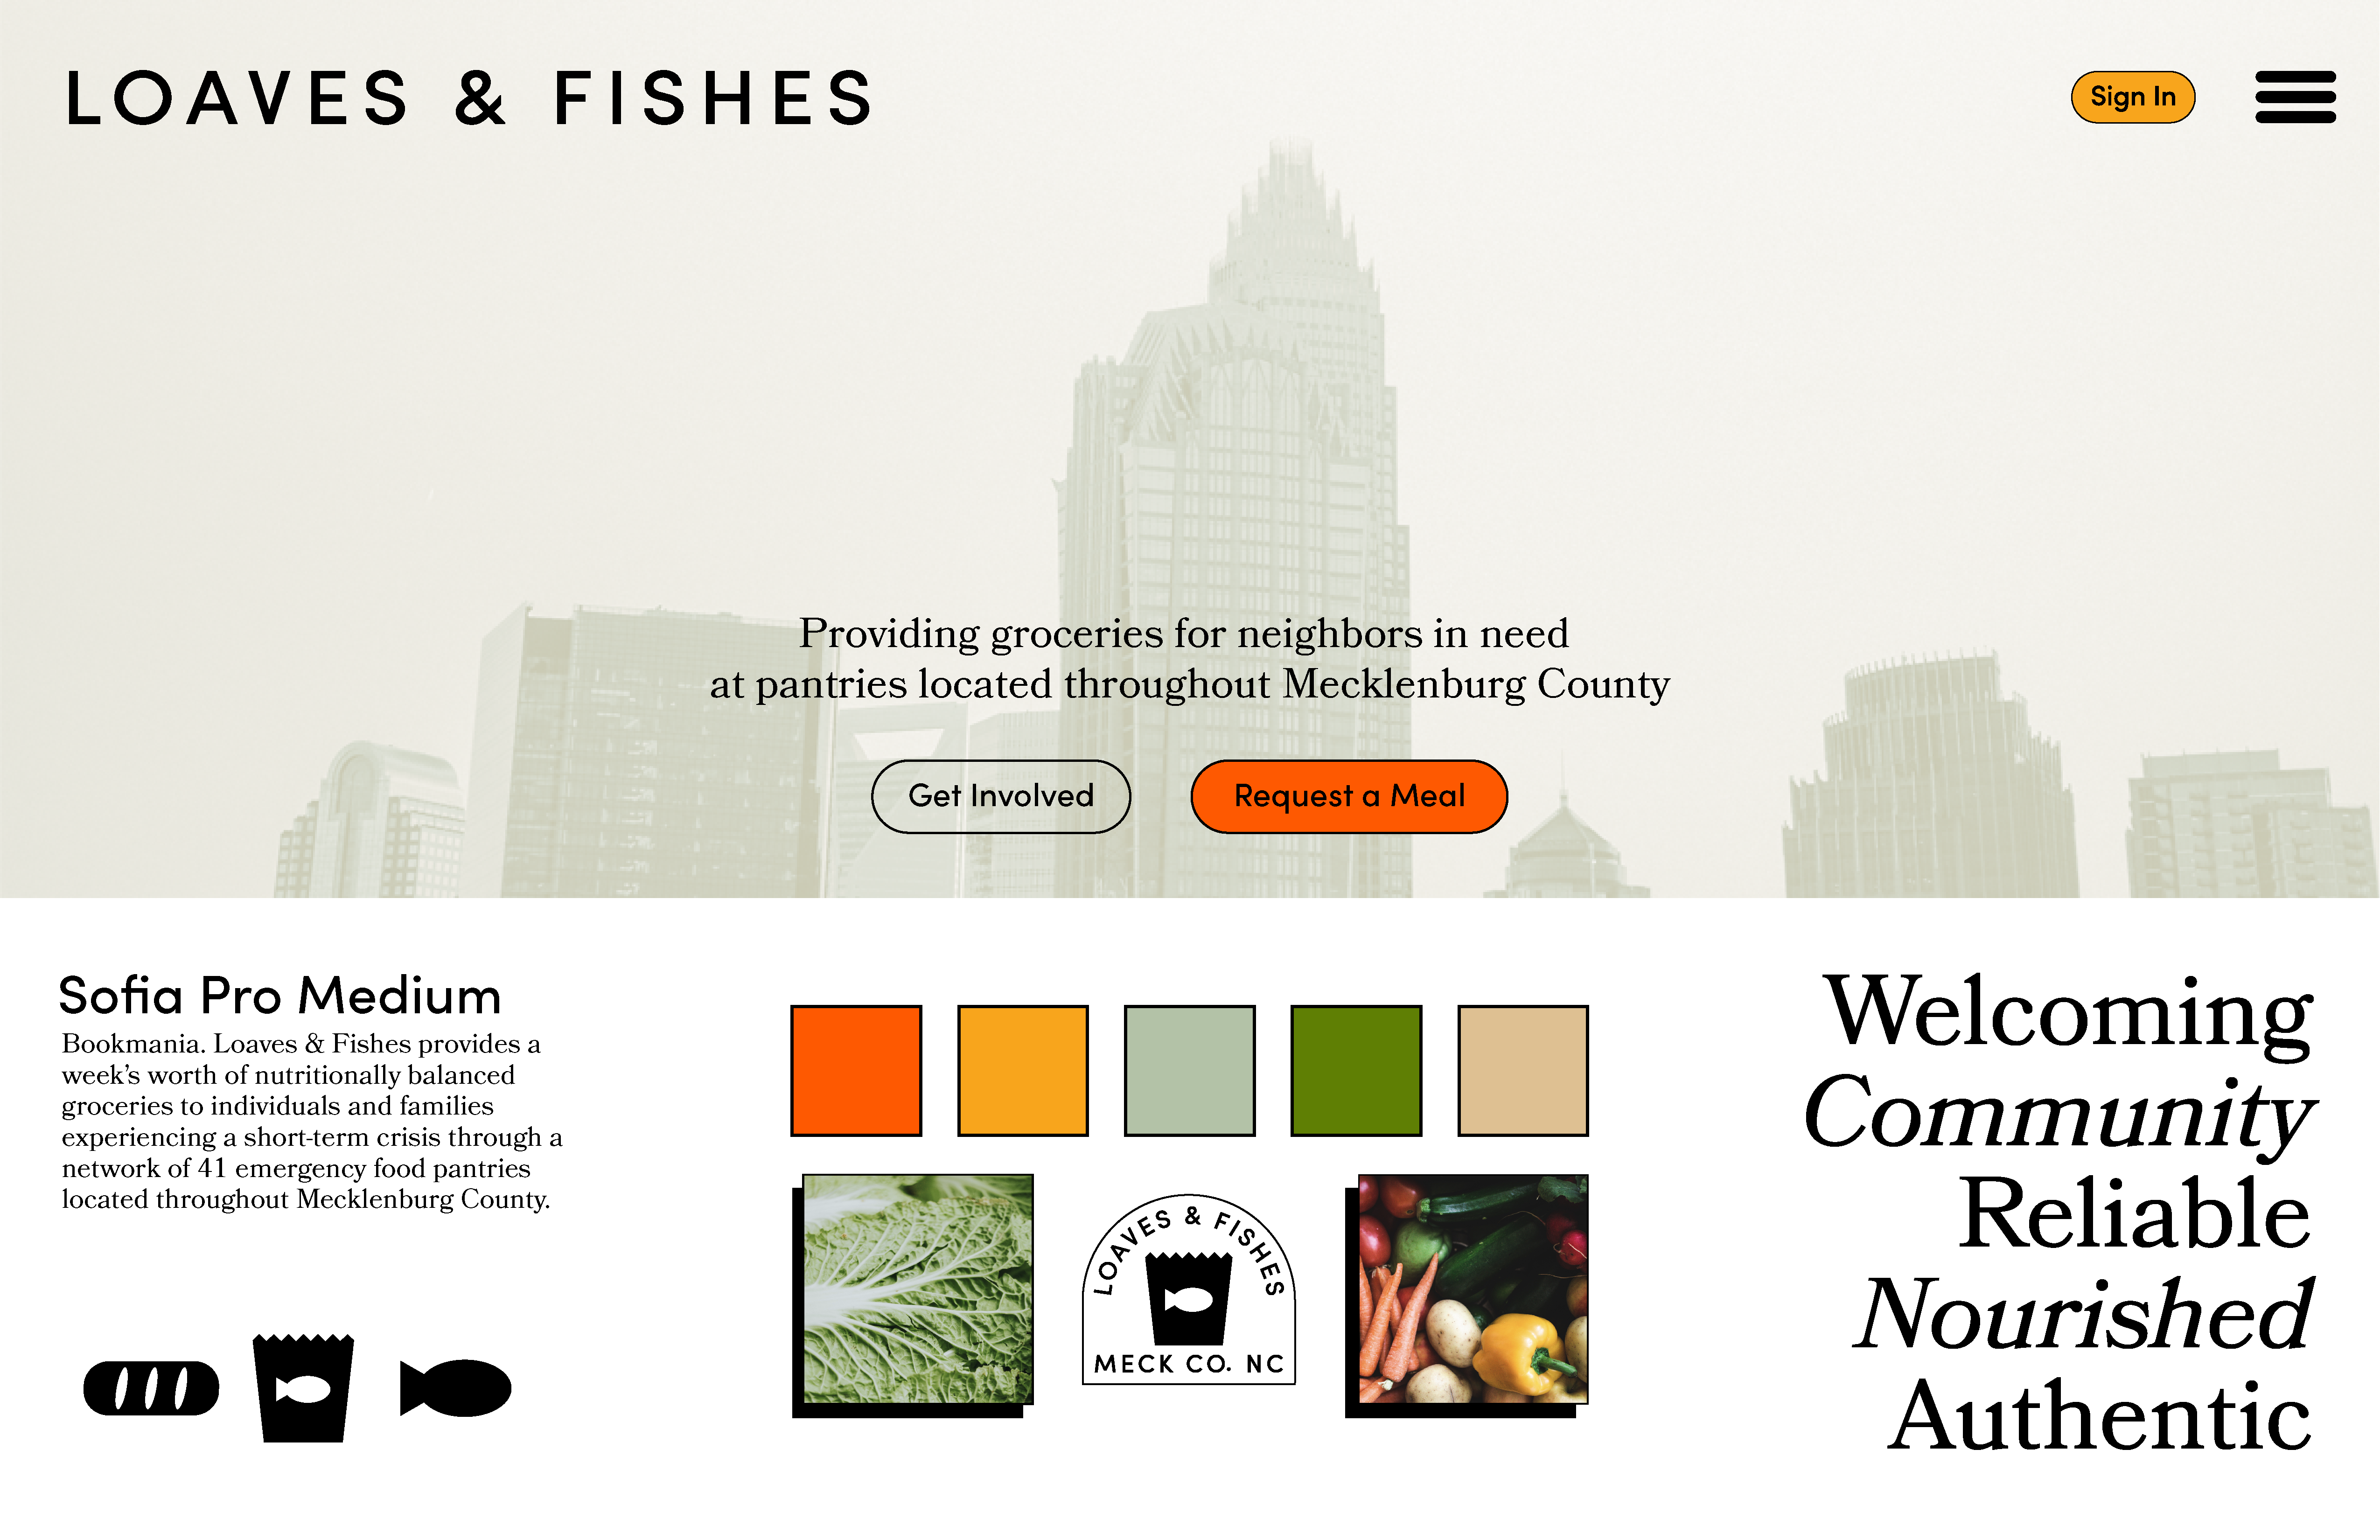 LOAVES & FISHES
Sign In
Providing groceries for neighbors in need
at pantries located throughout Mecklenburg County
Get Involved
Request a Meal
Sofia Pro Medium
Bookmania. Loaves & Fishes provides a
week’s worth of nutritionally balanced
groceries to individuals and families
experiencing a short-term crisis through a
network of 41 emergency food pantries
located throughout Mecklenburg County.
LOAVES & FISHES
MECK CO. NC
Welcoming
Community
Reliable
Nourished
Authentic